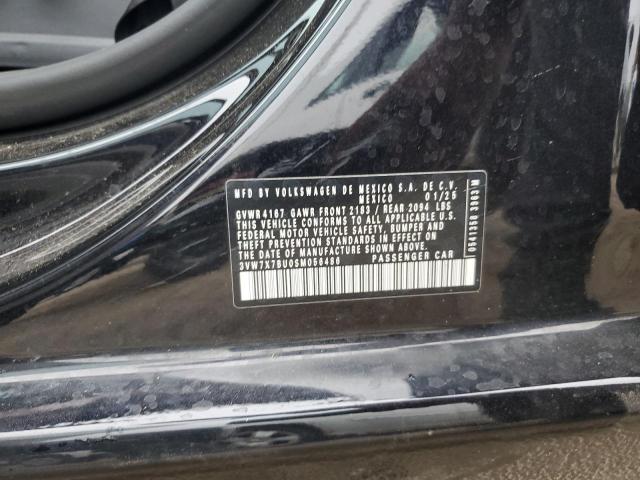 MFD BY VOLKSWAGEN DE MEXICO S.A. DE C.V.
MEXICO 01/25
GVWR 4167 GAWR FRONT 2183 / REAR 2094 LBS
THIS VEHICLE CONFORMS TO ALL APPLICABLE U.S.
FEDERAL MOTOR VEHICLE SAFETY, BUMPER, AND
THEFT PREVENTION STANDARDS IN EFFECT ON
THE DATE OF MANUFACTURE SHOWN ABOVE.
PASSENGER CAR